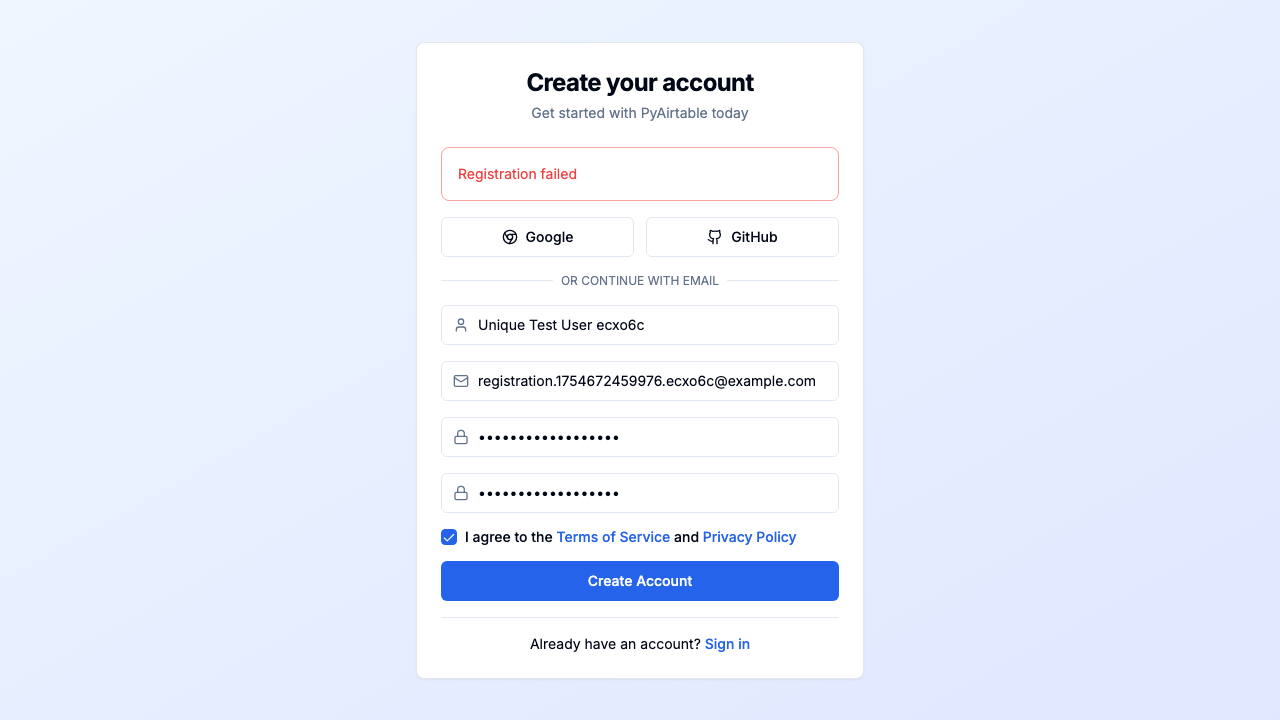 Create your account
Get started with PyAirtable today
Registration failed
Google
GitHub
OR CONTINUE WITH EMAIL
Unique Test User ecxo6c
registration.1754672459976.ecxo6c@example.com
••••••••••••••••••
••••••••••••••••••
I agree to the Terms of Service and Privacy Policy
Create Account
Already have an account? Sign in